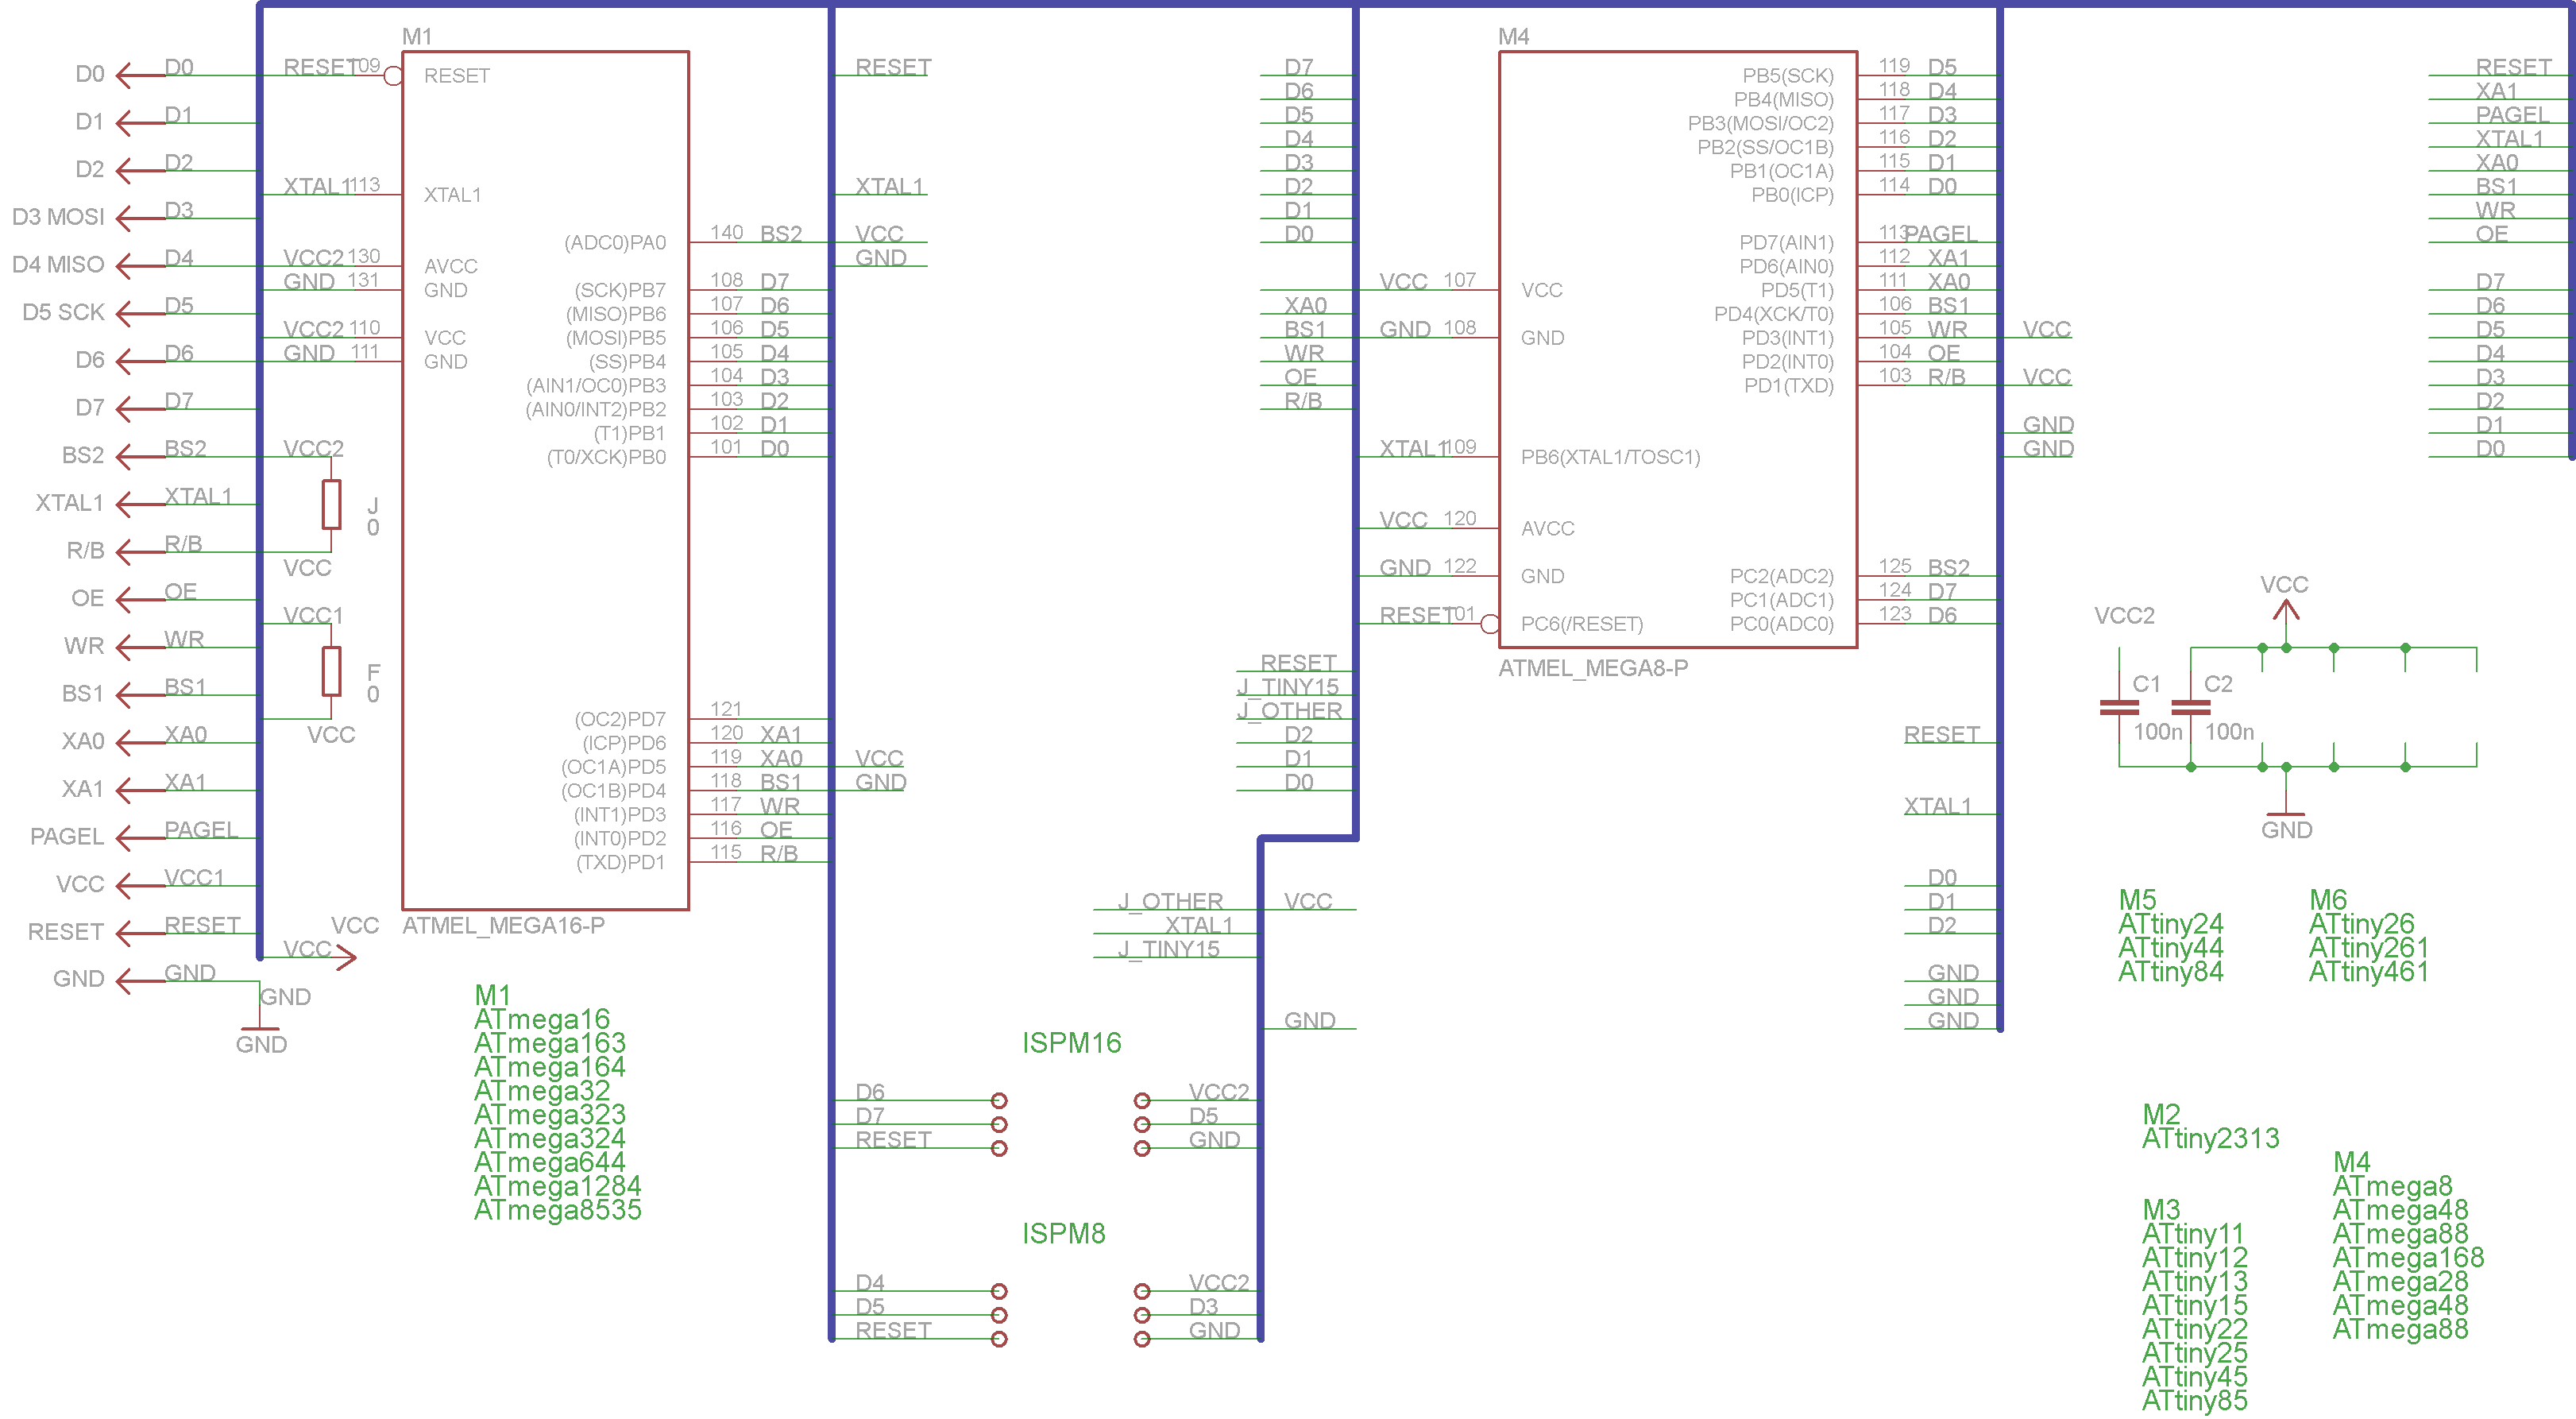 D0
D1
D2
D3 MOSI
D4 MISO
D5 SCK
D6
D7
BS2
XTAL1
R/B
OE
WR
BS1
XA0
XA1
PAGEL
VCC
RESET
GND
D0
D1
D2
D3
D4
D5
D6
D7
BS2
XTAL1
R/B
OE
WR
BS1
XA0
XA1
PAGEL
VCC1
RESET
GND
GND
GND
VCC
VCC
VCC2
J
0
VCC
VCC1
F
0
VCC
M1
RESET 109 RESET
XTAL1 113 XTAL1
VCC2 130 AVCC
GND 131 GND
VCC2 110 VCC
GND 111 GND
(ADC0)PA0 140 BS2
(SCK)PB7 108 D7
(MISO)PB6 107 D6
(MOSI)PB5 106 D5
(SS)PB4 105 D4
(AIN1/OC0)PB3 104 D3
(AIN0/INT2)PB2 103 D2
(T1)PB1 102 D1
(T0/XCK)PB0 101 D0
(OC2)PD7 121
(ICP)PD6 120 XA1
(OC1A)PD5 119 XA0
(OC1B)PD4 118 BS1
(INT1)PD3 117 WR
(INT0)PD2 116 OE
(TXD)PD1 115 R/B
ATMEL_MEGA16-P
M1
ATmega16
ATmega163
ATmega164
ATmega32
ATmega323
ATmega324
ATmega644
ATmega1284
ATmega8535
RESET
XTAL1
VCC
GND
VCC
GND
ISPM16
D6 VCC2
D7 D5
RESET GND
ISPM8
D4 VCC2
D5 D3
RESET GND
D7
D6
D5
D4
D3
D2
D1
D0
XA0
BS1
WR
OE
R/B
RESET
J_TINY15
J_OTHER
D2
D1
D0
J_OTHER
XTAL1
J_TINY15
VCC
GND
M4
VCC 107 VCC
GND 108 GND
XTAL1 109 PB6(XTAL1/TOSC1)
VCC 120 AVCC
GND 122 GND
RESET 101 PC6(/RESET)
PB5(SCK) 119 D5
PB4(MISO) 118 D4
PB3(MOSI/OC2) 117 D3
PB2(SS/OC1B) 116 D2
PB1(OC1A) 115 D1
PB0(ICP) 114 D0
PD7(AIN1) 113 PAGEL
PD6(AIN0) 112 XA1
PD5(T1) 111 XA0
PD4(XCK/T0) 106 BS1
PD3(INT1) 105 WR
PD2(INT0) 104 OE
PD1(TXD) 103 R/B
PC2(ADC2) 125 BS2
PC1(ADC1) 124 D7
PC0(ADC0) 123 D6
ATMEL_MEGA8-P
VCC
VCC
GND
GND
RESET
XTAL1
D0
D1
D2
GND
GND
GND
RESET
XA1
PAGEL
XTAL1
XA0
BS1
WR
OE
D7
D6
D5
D4
D3
D2
D1
D0
VCC
VCC2
C1
100n
C2
100n
GND
M5
ATtiny24
ATtiny44
ATtiny84
M6
ATtiny26
ATtiny261
ATtiny461
M2
ATtiny2313
M3
ATtiny11
ATtiny12
ATtiny13
ATtiny15
ATtiny22
ATtiny25
ATtiny45
ATtiny85
M4
ATmega8
ATmega48
ATmega88
ATmega168
ATmega28
ATmega48
ATmega88